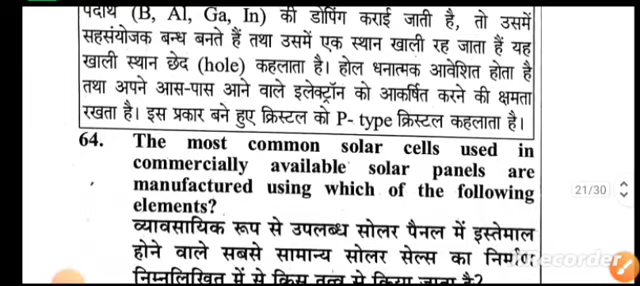 पदार्थ (B, Al, Ga, In) की डोपिंग कराई जाती है, तो उसमें
सहसंयोजक बन्ध बनते हैं तथा उसमें एक स्थान खाली रह जाता हैं यह
खाली स्थान छेद (hole) कहलाता है। होल धनात्मक आवेशित होता है
तथा अपने आस-पास आने वाले इलेक्ट्रॉन को आकर्षित करने की क्षमता
रखता है। इस प्रकार बने हुए क्रिस्टल को P- type क्रिस्टल कहलाता है।
64. The most common solar cells used in
commercially available solar panels are
manufactured using which of the following
elements?
21/30
व्यावसायिक रूप से उपलब्ध सोलर पैनल में इस्तेमाल
होने वाले सबसे सामान्य सोलर सेल्स का निर्माण
निम्नलिखित में से किस तत्व से किया जाता है?
Recorder